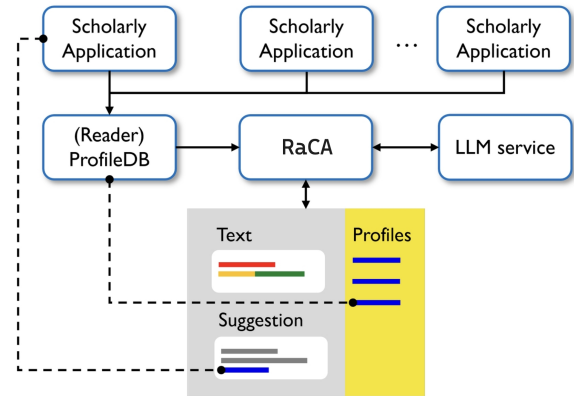 Scholarly
Application
Scholarly
Application
...
Scholarly
Application
(Reader)
ProfileDB
RaCA
LLM service
Text
Profiles
Suggestion